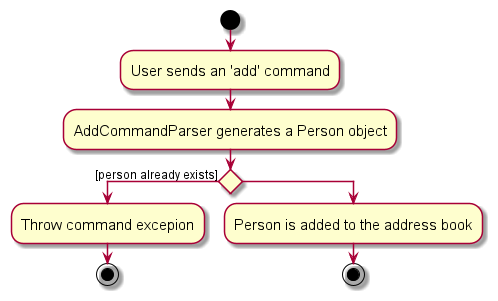 User sends an 'add' command
AddCommandParser generates a Person object
[person already exists]
Throw command excepion
Person is added to the address book